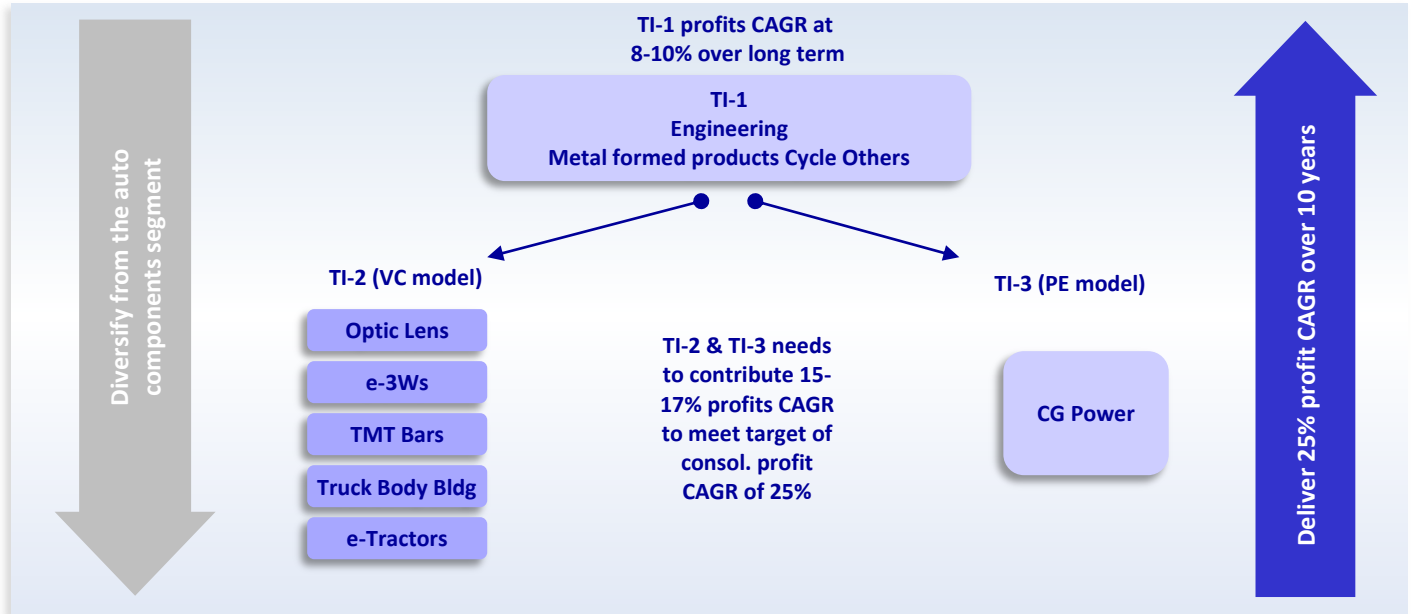 TI-1 profits CAGR at
8-10% over long term
TI-1
Engineering
Metal formed products Cycle Others
Diversify from the auto
components segment
TI-2 (VC model)
Optic Lens
e-3Ws
TMT Bars
Truck Body Bldg
e-Tractors
TI-2 & TI-3 needs
to contribute 15-
17% profits CAGR
to meet target of
consol. profit
CAGR of 25%
TI-3 (PE model)
CG Power
Deliver 25% profit CAGR over 10 years